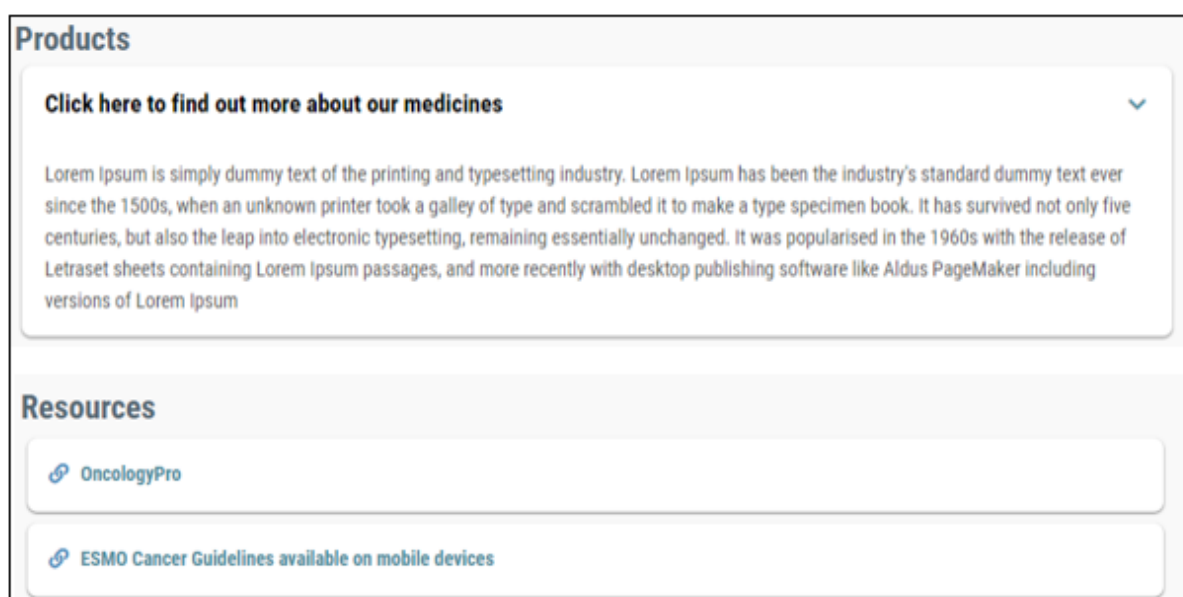 Products
Click here to find out more about our medicines
Lorem Ipsum is simply dummy text of the printing and typesetting industry. Lorem Ipsum has been the industry's standard dummy text ever
since the 1500s, when an unknown printer took a galley of type and scrambled it to make a type specimen book. It has survived not only five
centuries, but also the leap into electronic typesetting, remaining essentially unchanged. It was popularised in the 1960s with the release of
Letraset sheets containing Lorem Ipsum passages, and more recently with desktop publishing software like Aldus PageMaker including
versions of Lorem Ipsum
Resources
OncologyPro
ESMO Cancer Guidelines available on mobile devices